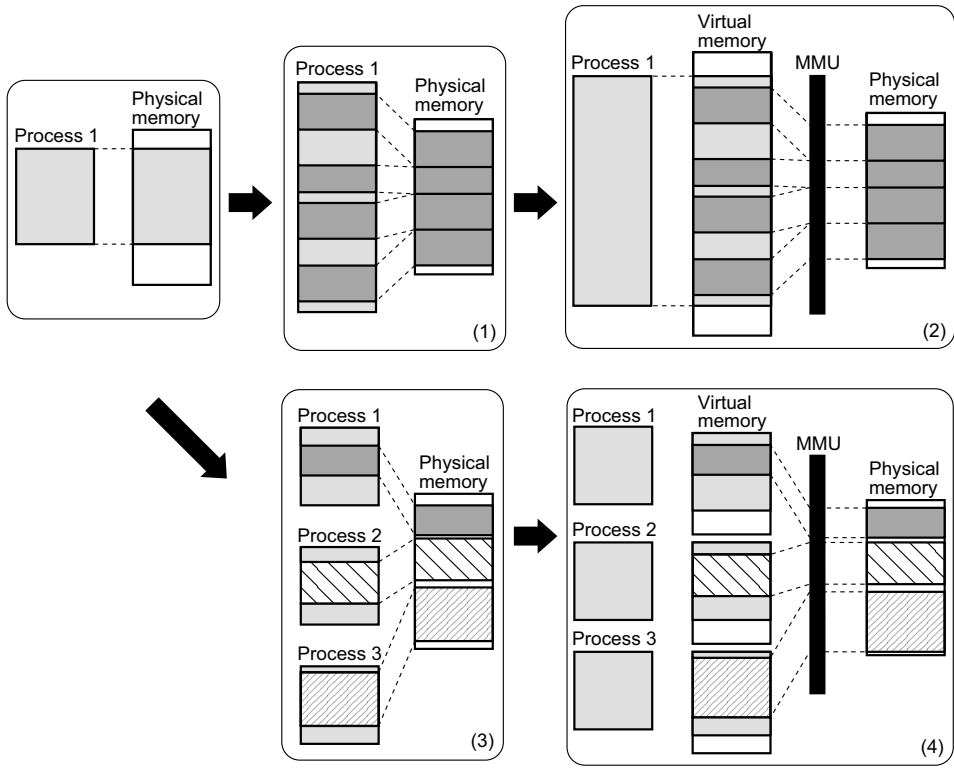 Process 1
Physical
memory
Process 1
Physical
memory
(1)
Process 1
Virtual
memory
MMU
Physical
memory
(2)
Process 1
Process 2
Process 3
Physical
memory
(3)
Process 1
Process 2
Process 3
Virtual
memory
MMU
Physical
memory
(4)